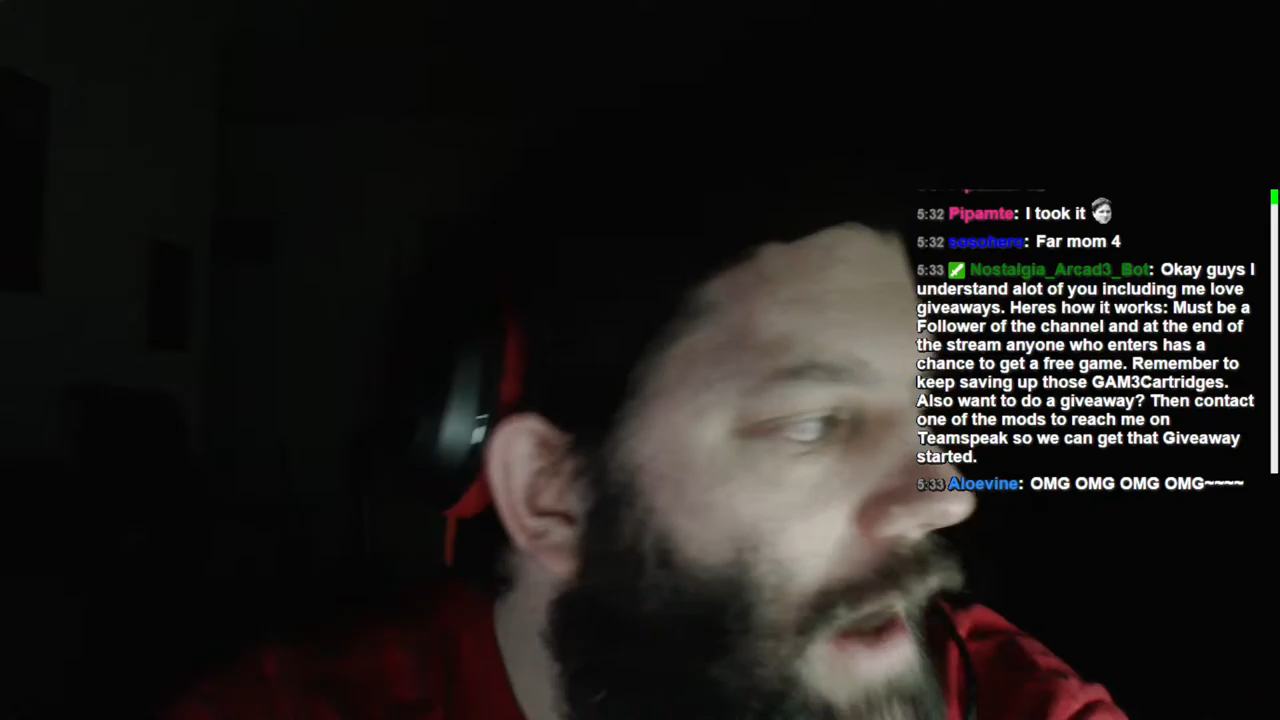 5:32 Pipamte: I took it
5:32 sosohero: Far mom 4
5:33 Nostalgia_Arcad3_Bot: Okay guys I
understand alot of you including me love
giveaways. Heres how it works: Must be a
Follower of the channel and at the end of
the stream anyone who enters has a
chance to get a free game. Remember to
keep saving up those GAM3Cartridges.
Also want to do a giveaway? Then contact
one of the mods to reach me on
Teamspeak so we can get that Giveaway
started.
5:33 Aloevine: OMG OMG OMG OMG~~~~